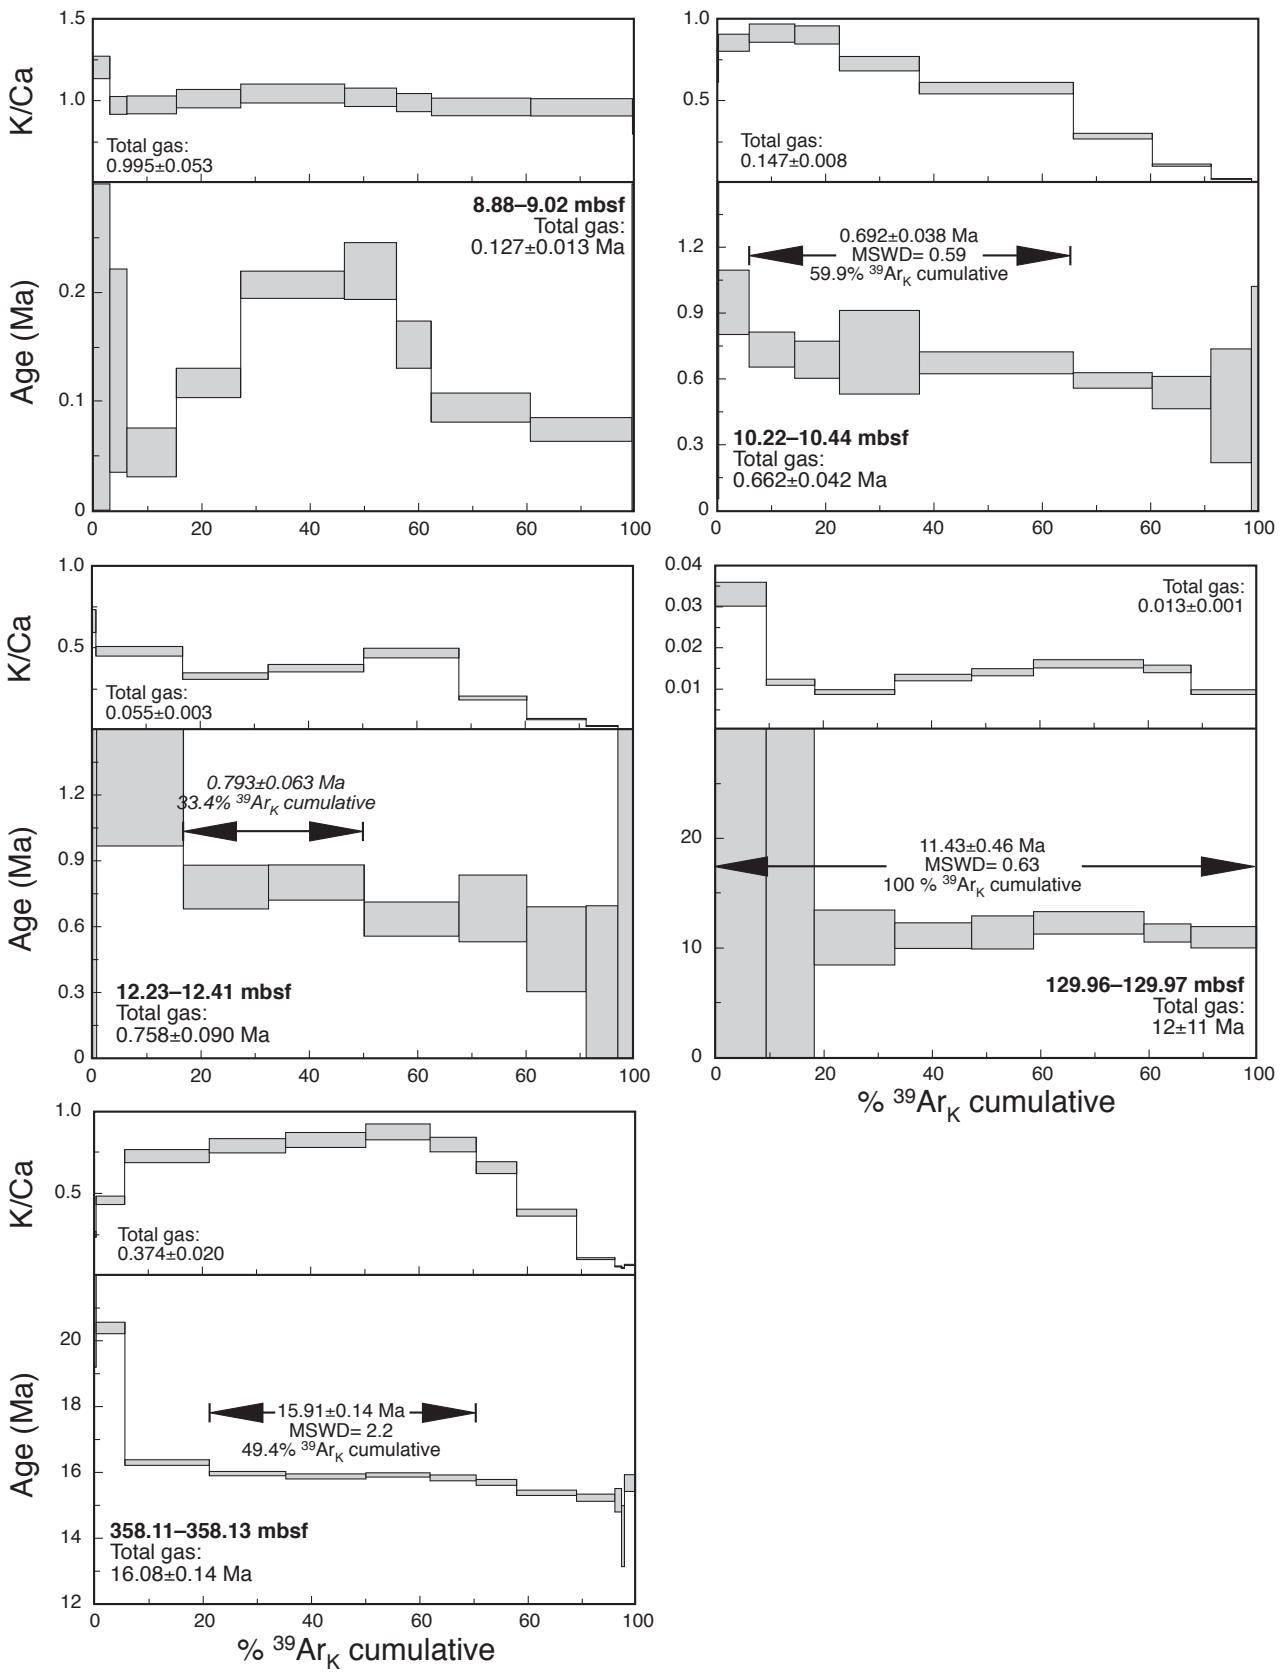 1.5
1.0
K/Ca
Total gas:
0.995±0.053
8.88–9.02 mbsf
Total gas:
0.127±0.013 Ma
0.2
0.1
0
Age (Ma)
0 20 40 60 60 100
1.0
0.5
Total gas:
0.147±0.008
0.692±0.038 Ma
MSWD= 0.59
59.9% ³⁹Ar_K cumulative
1.2
0.9
0.6
0.3
0
10.22–10.44 mbsf
Total gas:
0.662±0.042 Ma
0 20 40 60 60 100
1.0
0.5
K/Ca
Total gas:
0.055±0.003
0.793±0.063 Ma
33.4% ³⁹Ar_K cumulative
1.2
0.9
0.6
0.3
0
Age (Ma)
12.23–12.41 mbsf
Total gas:
0.758±0.090 Ma
0 20 40 60 60 100
0.04
0.03
0.02
0.01
Total gas:
0.013±0.001
20
10
0
11.43±0.46 Ma
MSWD= 0.63
100 % ³⁹Ar_K cumulative
129.96–129.97 mbsf
Total gas:
12±11 Ma
0 20 40 60 60 100
% ³⁹Ar_K cumulative
1.0
0.5
K/Ca
Total gas:
0.374±0.020
20
18
16
14
12
Age (Ma)
15.91±0.14 Ma
MSWD= 2.2
49.4% ³⁹Ar_K cumulative
358.11–358.13 mbsf
Total gas:
16.08±0.14 Ma
0 20 40 60 60 100
% ³⁹Ar_K cumulative